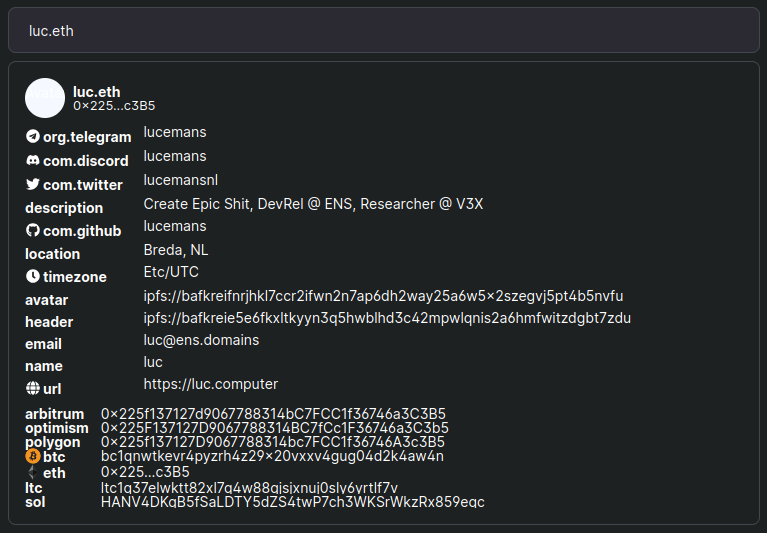 luc.eth
luc.eth
0×225...c3B5
org.telegram lucemans
com.discord lucemans
com.twitter lucemansnl
description Create Epic Shit, DevRel @ ENS, Researcher @ V3X
com.github lucemans
location Breda, NL
timezone Etc/UTC
avatar ipfs://bafkreifnrjhkl7ccr2ifwn2n7ap6dh2way25a6w5×2szegvj5pt4b5nvfu
header ipfs://bafkreie5e6fkxltkyyn3q5hwblhd3c42mpwlqnis2a6hmfwitzdgbt7zdu
email luc@ens.domains
name luc
url https://luc.computer
arbitrum 0×225f137127d9067788314bC7FCC1f36746a3C3B5
optimism 0×225F137127D9067788314BC7fCc1F36746a3C3b5
polygon 0×225f137127D9067788314bc7FCC1f36746A3c3B5
btc bc1qnwtkevr4pyzrh4z29×20vxxv4gug04d2k4aw4n
eth 0×225...c3B5
ltc ltc1q37elwktt82xl7q4w88qjsjxnuj0slv6yrtlf7v
sol HANV4DKgB5fSaLDTY5dZS4twP7ch3WKSrWkzRx859egc